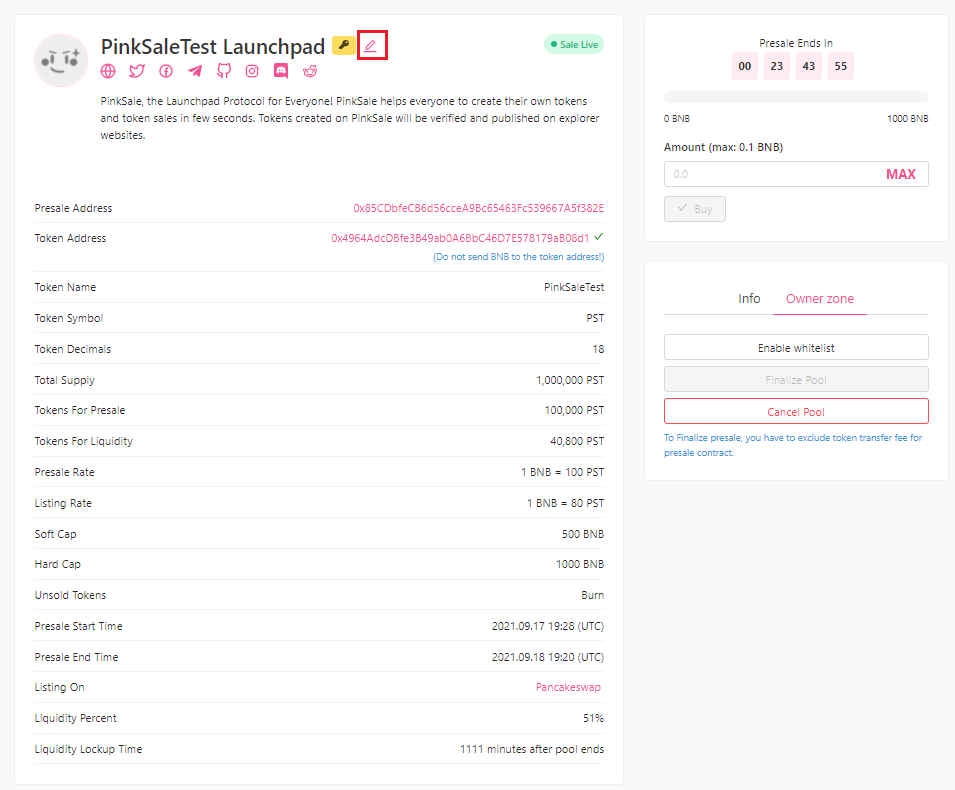 PinkSaleTest Launchpad
Sale Live
PinkSale, the Launchpad Protocol for Everyone! PinkSale helps everyone to create their own tokens
and token sales in few seconds. Tokens created on PinkSale will be verified and published on explorer
websites.
Presale Address 0x85CDbfeCB6d56cceA9Bc65463Fc539667A5f382E
Token Address 0x4964AdcDBfe3B49ab0A6BbC46D7E578179aB08d1
(Do not send BNB to the token address!)
Token Name PinkSaleTest
Token Symbol PST
Token Decimals 18
Total Supply 1,000,000 PST
Tokens For Presale 100,000 PST
Tokens For Liquidity 40,800 PST
Presale Rate 1 BNB = 100 PST
Listing Rate 1 BNB = 80 PST
Soft Cap 500 BNB
Hard Cap 1000 BNB
Unsold Tokens Burn
Presale Start Time 2021.09.17 19:28 (UTC)
Presale End Time 2021.09.18 19:20 (UTC)
Listing On Pancakeswap
Liquidity Percent 51%
Liquidity Lockup Time 1111 minutes after pool ends
Presale Ends In
00 23 43 55
0 BNB 1000 BNB
Amount (max: 0.1 BNB)
0.0 MAX
Buy
Info Owner zone
Enable whitelist
Finalize Pool
Cancel Pool
To Finalize presale, you have to exclude token transfer fee for
presale contract.